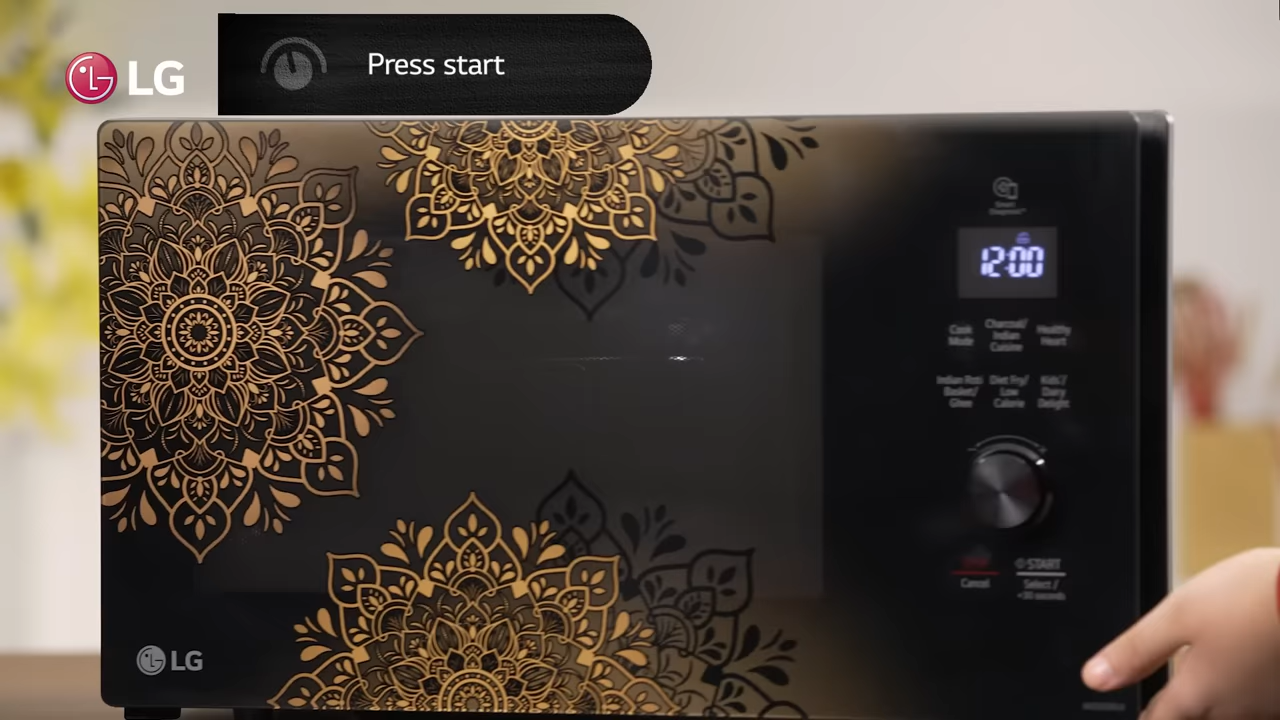 LG
Press start
12:00
Cook
Mode
Charcoal/
Indian
Cuisine
Healthy
Heart
Indian Roti
Basket/
Ghee
Diet Fry/
Low
Calorie
Kids'/
Dairy
Delight
Cancel
START
Select /
+30 seconds
LG